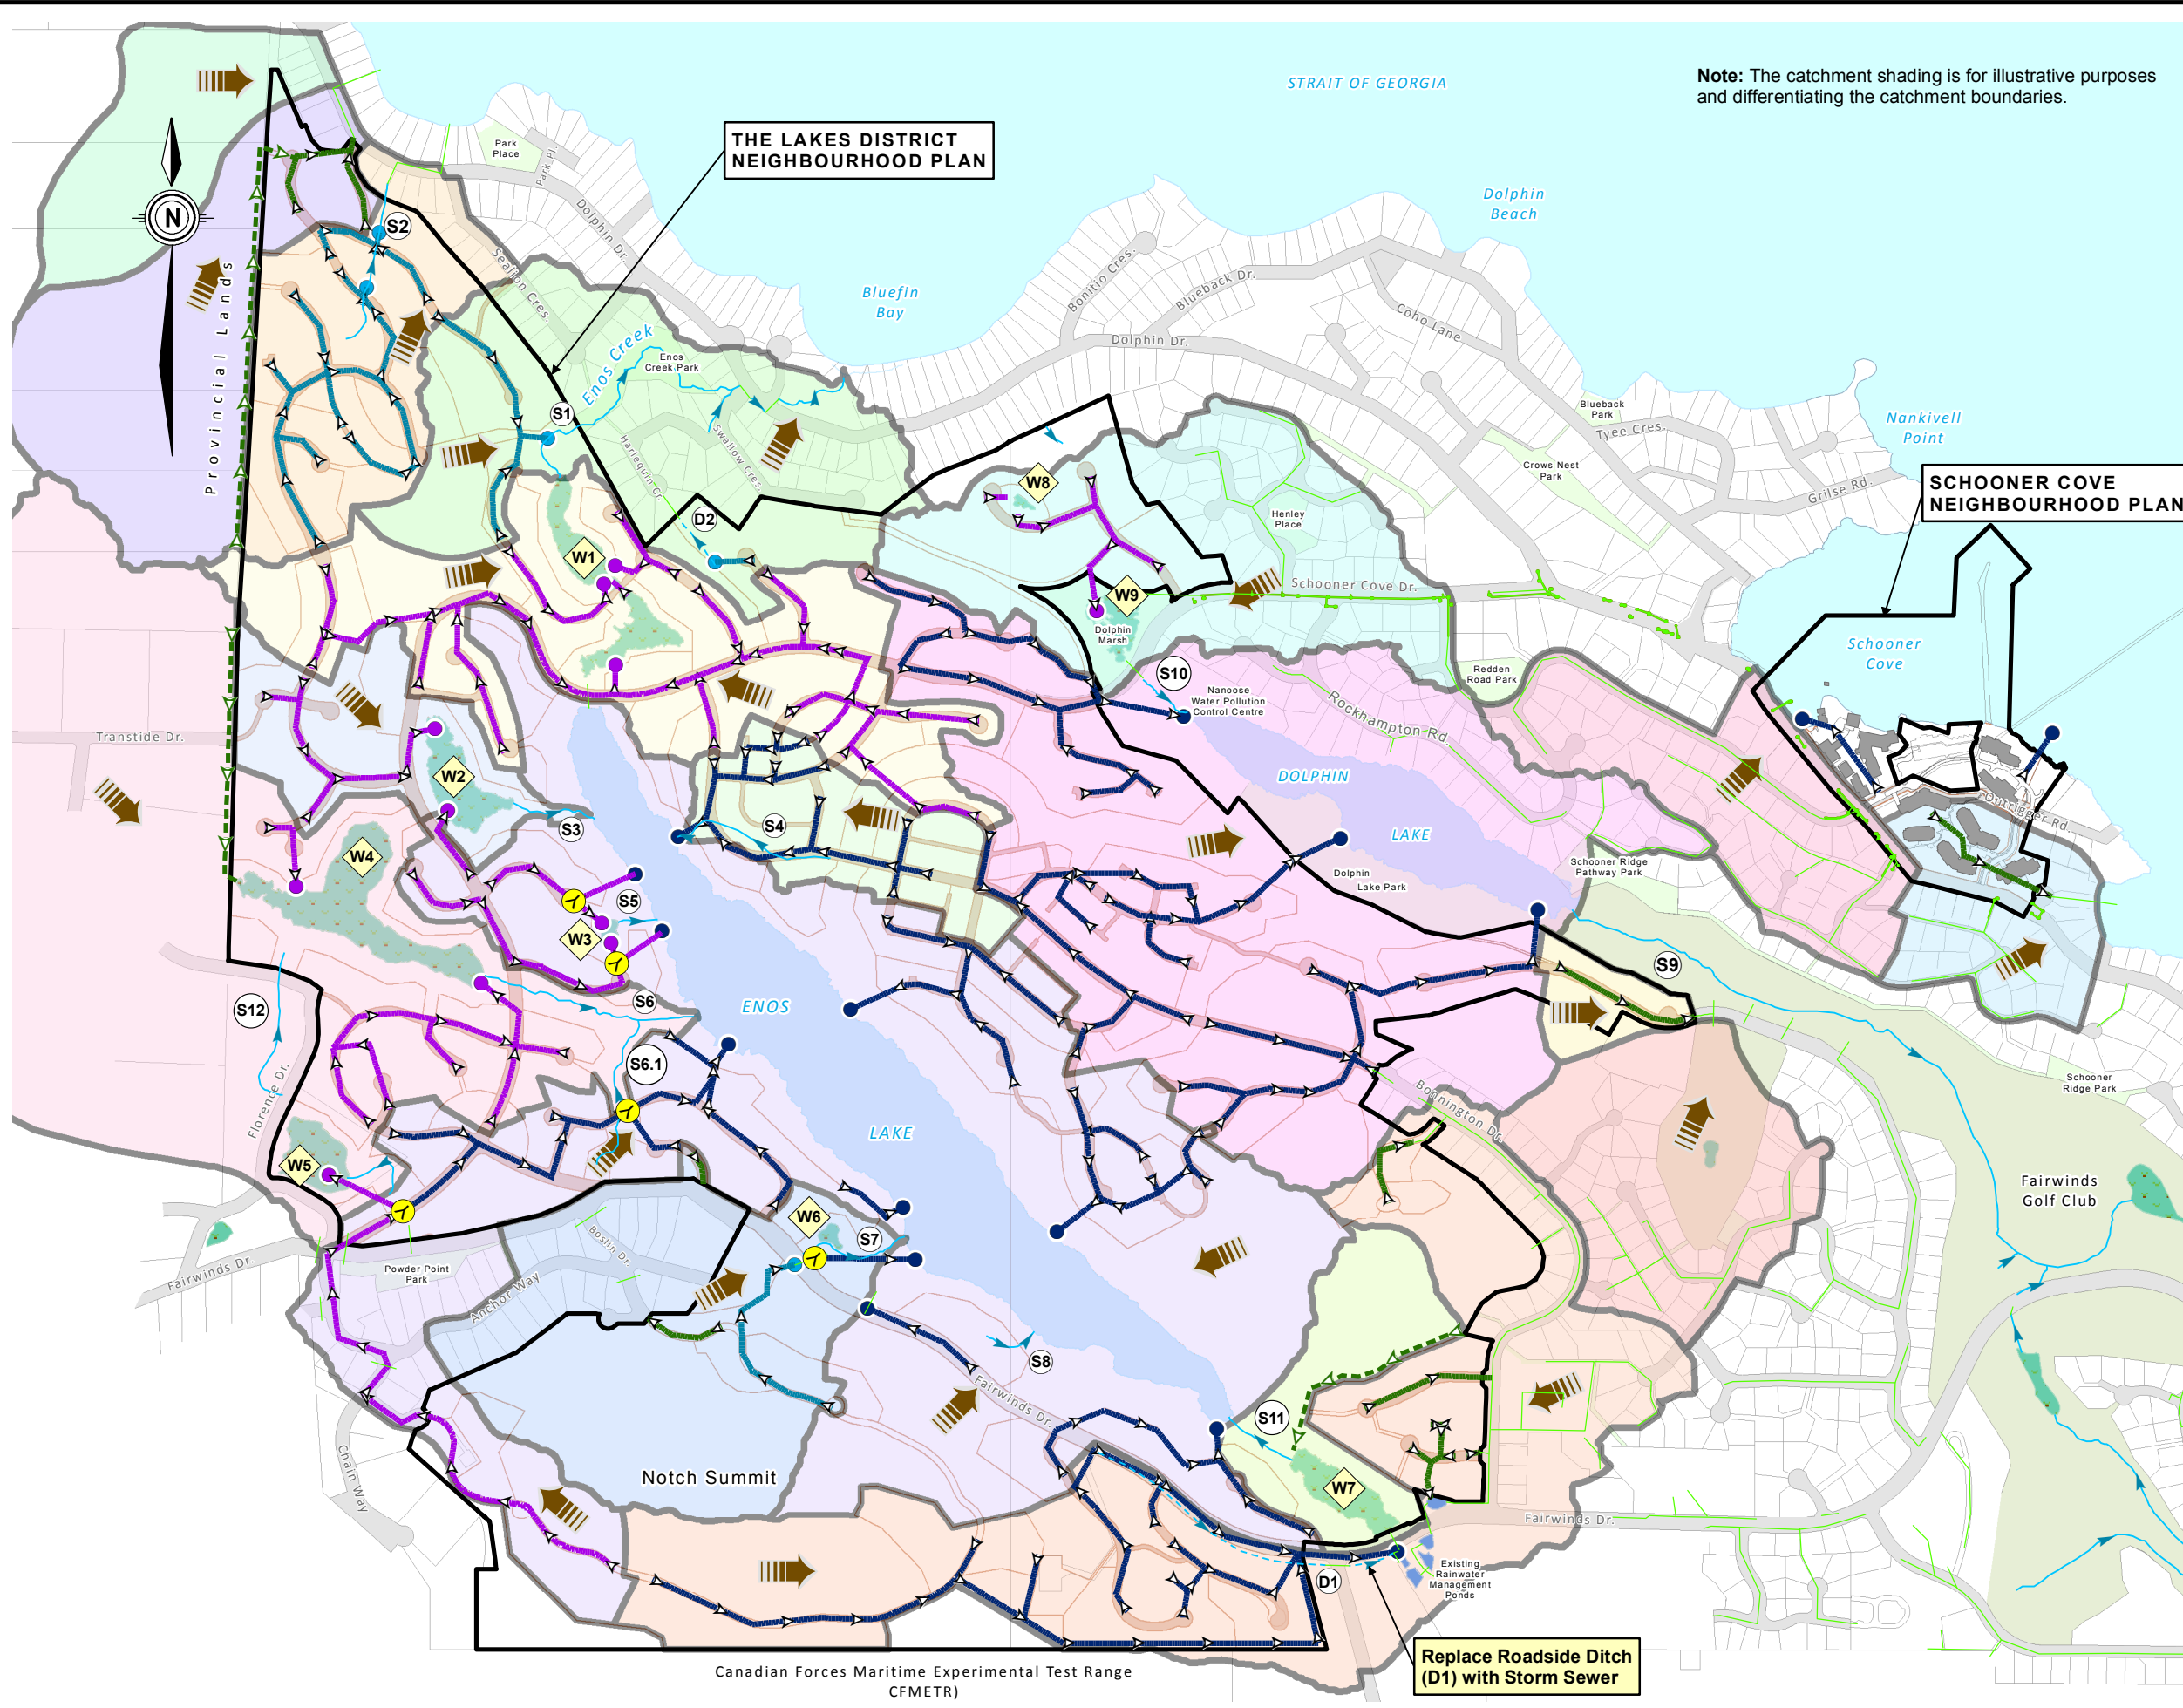 Note: The catchment shading is for illustrative purposes
and differentiating the catchment boundaries.
STRAIT OF GEORGIA
THE LAKES DISTRICT
NEIGHBOURHOOD PLAN
Park
Place
Park Pl
Dolphin Dr.
Dolphin
Beach
N
S2
Sealion Cres.
Bluefin
Bay
Bonitio Cres.
Blueback Dr.
Coho Lane
Dolphin Dr.
Provincial Lands
Enos Creek
Enos
Creek Park
S1
Harlequin Cr.
Swallow Cres.
Blueback
Park
Tyee Cres.
Nankivell
Point
Crows Nest
Park
Grilse Rd.
SCHOONER COVE
NEIGHBOURHOOD PLAN
W8
Henley
Place
D2
W1
W9
Schooner Cove Dr.
Dolphin
Marsh
Schooner
Cove
S10
Redden
Road Park
Nanoose
Water Pollution
Control Centre
Rockhampton Rd.
Transtide Dr.
W2
DOLPHIN
LAKE
S3
S4
Outrigger Rd.
W4
Schooner Ridge
Pathway Park
Dolphin
Lake Park
S5
W3
S9
S6
ENOS
S12
S6.1
Florence Dr.
Schooner
Ridge Park
Bonnington Dr.
LAKE
W5
Fairwinds
Golf Club
W6
S7
Boslin Dr.
Fairwinds Dr.
Powder Point
Park
Anchor Way
S8
Fairwinds Dr.
S11
Chain Way
Notch Summit
W7
Fairwinds Dr.
D1
Existing
Rainwater
Management
Ponds
Replace Roadside Ditch
(D1) with Storm Sewer
Canadian Forces Maritime Experimental Test Range
CFMETR)